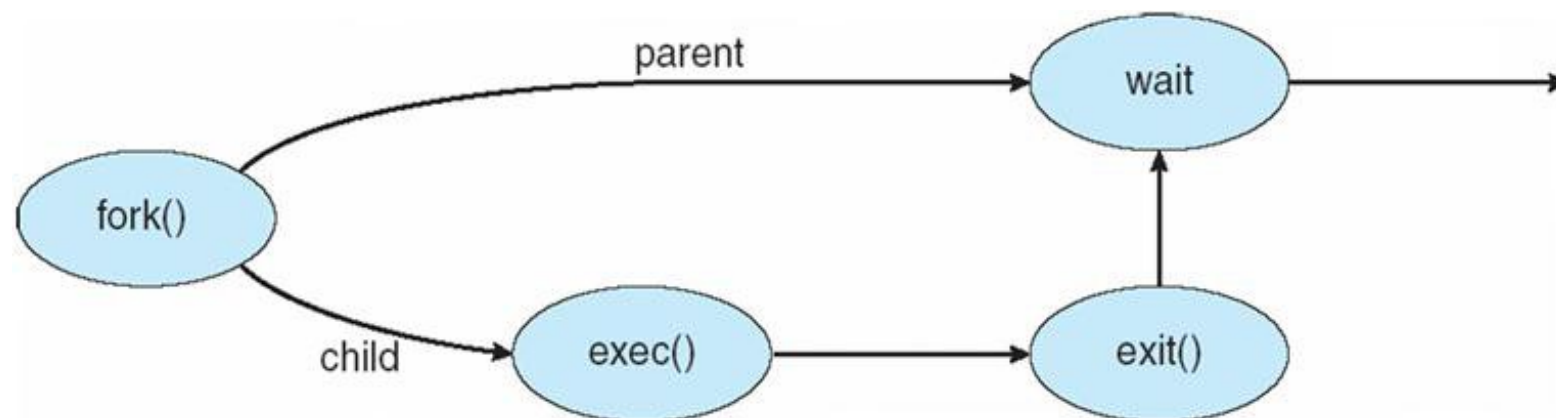 parent
wait
fork()
child
exec()
exit()